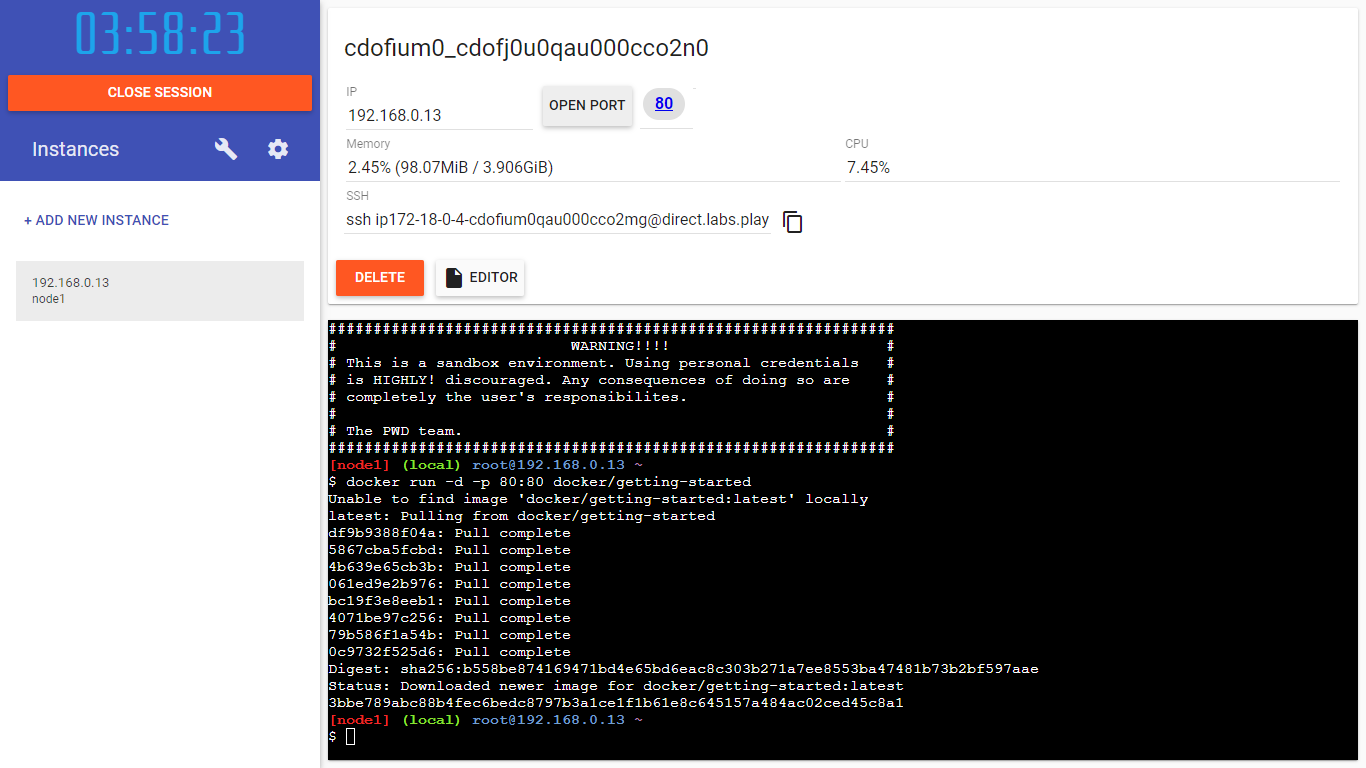 03:58:23
CLOSE SESSION
Instances
+ ADD NEW INSTANCE
192.168.0.13
node1
cdofium0_cdofj0u0qau000cco2n0
IP
192.168.0.13
OPEN PORT
80
Memory
2.45% (98.07MiB / 3.906GiB)
CPU
7.45%
SSH
ssh ip172-18-0-4-cdofium0qau000cco2mg@direct.labs.play
DELETE
EDITOR
###############################################################
#                          WARNING!!!!                        #
# This is a sandbox environment. Using personal credentials   #
# is HIGHLY! discouraged. Any consequences of doing so are    #
# completely the user's responsibilites.                      #
#                                                             #
# The PWD team.                                               #
###############################################################
[node1] (local) root@192.168.0.13 ~
$ docker run -d -p 80:80 docker/getting-started
Unable to find image 'docker/getting-started:latest' locally
latest: Pulling from docker/getting-started
df9b9388f04a: Pull complete
5867cba5fcbd: Pull complete
4b639e65cb3b: Pull complete
061ed9e2b976: Pull complete
bc19f3e8eeb1: Pull complete
4071be97c256: Pull complete
79b586f1a54b: Pull complete
0c9732f525d6: Pull complete
Digest: sha256:b558be874169471bd4e65bd6eac8c303b271a7ee8553ba47481b73b2bf597aae
Status: Downloaded newer image for docker/getting-started:latest
3bbe789abc88b4fec6bedc8797b3a1ce1f1b61e8c645157a484ac02ced45c8a1
[node1] (local) root@192.168.0.13 ~
$